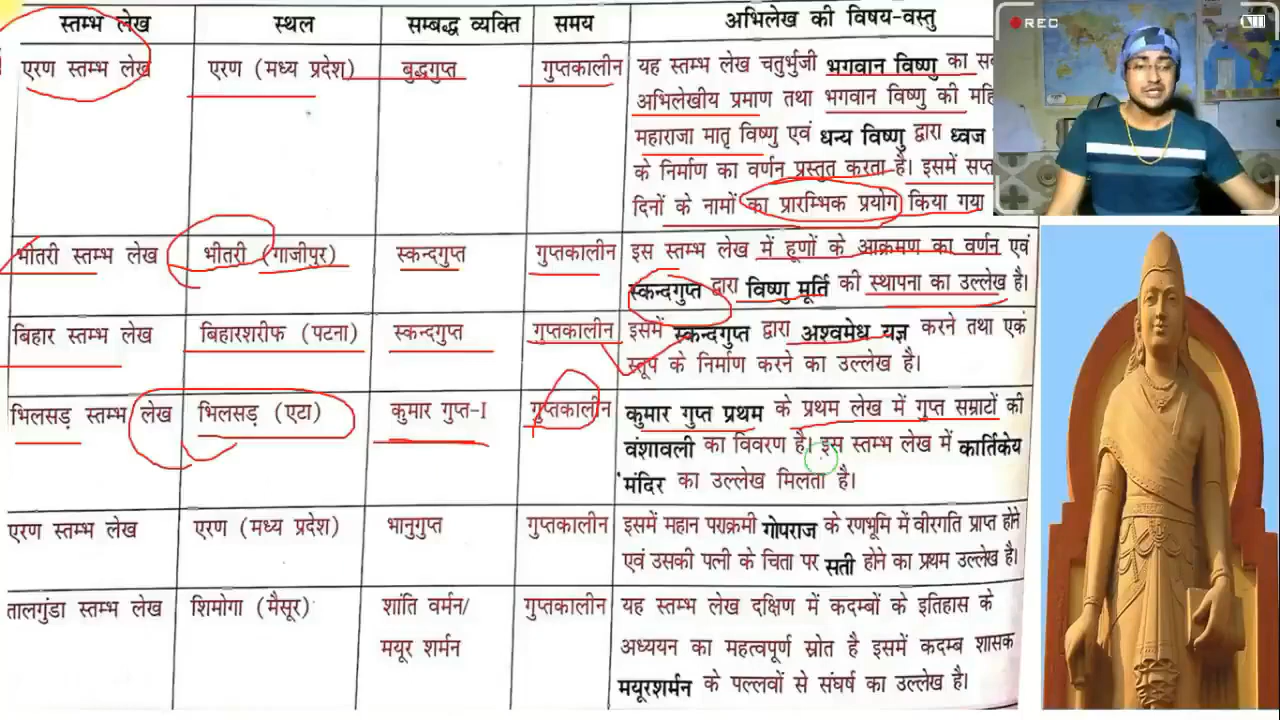 स्तम्भ लेख स्थल सम्बद्ध व्यक्ति समय अभिलेख की विषय-वस्तु
REC
एरण स्तम्भ लेख एरण (मध्य प्रदेश) बुद्धगुप्त गुप्तकालीन यह स्तम्भ लेख चतुर्भुजी भगवान विष्णु का
अभिलेखीय प्रमाण तथा भगवान विष्णु की
महाराजा मातृ विष्णु एवं धन्य विष्णु द्वारा ध्वज
के निर्माण का वर्णन प्रस्तुत करता है। इसमें
दिनों के नामों का प्रारम्भिक प्रयोग किया गया
भीतरी स्तम्भ लेख भीतरी (गाजीपुर) स्कन्दगुप्त गुप्तकालीन इस स्तम्भ लेख में हूणों के आक्रमण का वर्णन एवं
स्कन्दगुप्त द्वारा विष्णु मूर्ति की स्थापना का उल्लेख है।
बिहार स्तम्भ लेख बिहारशरीफ (पटना) स्कन्दगुप्त गुप्तकालीन इसमें स्कन्दगुप्त द्वारा अश्वमेध यज्ञ करने तथा एक
स्तूप के निर्माण करने का उल्लेख है।
भिलसड़ स्तम्भ लेख भिलसड़ (एटा) कुमार गुप्त-I गुप्तकालीन कुमार गुप्त प्रथम के प्रथम लेख में गुप्त सम्राटों की
वंशावली का विवरण है। इस स्तम्भ लेख में कार्तिकेय
मंदिर का उल्लेख मिलता है।
एरण स्तम्भ लेख एरण (मध्य प्रदेश) भानुगुप्त गुप्तकालीन इसमें महान पराक्रमी गोपराज के रणभूमि में वीरगति प्राप्त होने
एवं उसकी पत्नी के चिता पर सती होने का प्रथम उल्लेख है।
तालगुंडा स्तम्भ लेख शिमोगा (मैसूर) शांति वर्मन/ गुप्तकालीन यह स्तम्भ लेख दक्षिण में कदम्बों के इतिहास के
मयूर शर्मन अध्ययन का महत्वपूर्ण स्रोत है इसमें कदम्ब शासक
मयूरशर्मन के पल्लवों से संघर्ष का उल्लेख है।